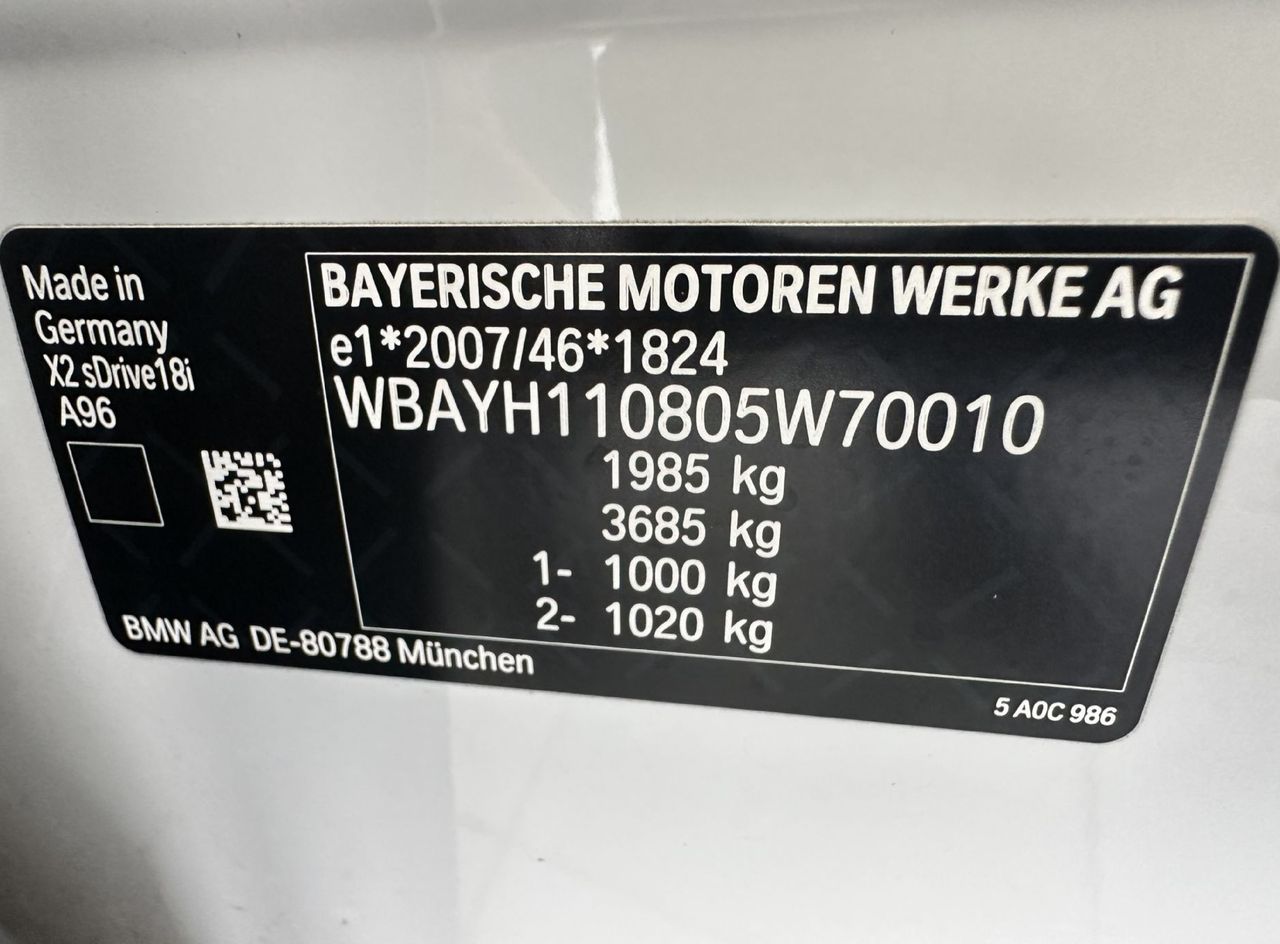 Made in
Germany
X2 sDrive18i
A96
BAYERISCHE MOTOREN WERKE AG
e1*2007/46*1824
WBAYH110805W70010
1985 kg
3685 kg
1- 1000 kg
2- 1020 kg
BMW AG DE-80788 München
5 A0C 986